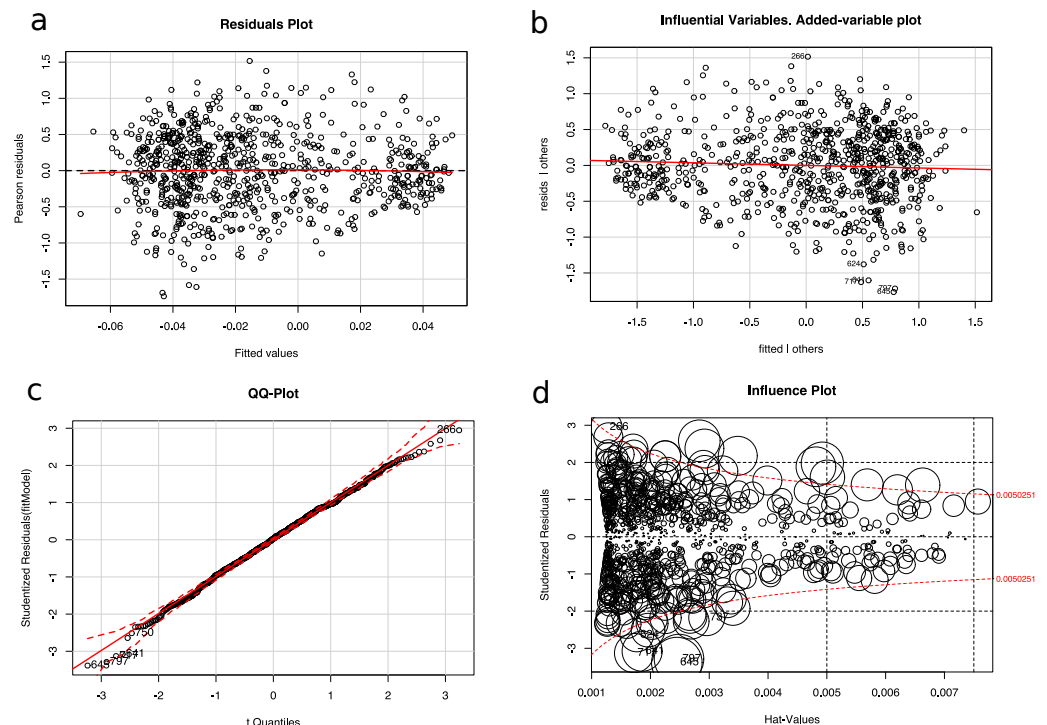 a
Residuals Plot
Pearson residuals
1.5
1.0
0.5
0.0
-0.5
-1.0
-1.5
-0.06 -0.04 -0.02 0.00 0.02 0.04
Fitted values
b
Influential Variables. Added-variable plot
resids | others
1.5
1.0
0.5
0.0
-0.5
-1.0
-1.5
266
624
797
645
-1.5 -1.0 -0.5 0.0 0.5 1.0 1.5
fitted | others
c
QQ-Plot
Studentized Residuals(fitModel)
3
2
1
0
-1
-2
-3
266
750
641
797
645
-3 -2 -1 0 1 2 3
t Quantiles
d
Influence Plot
Studentized Residuals
3
2
1
0
-1
-2
-3
266
797
645
0.0050251
0.0050251
0.001 0.002 0.003 0.004 0.005 0.006 0.007
Hat-Values